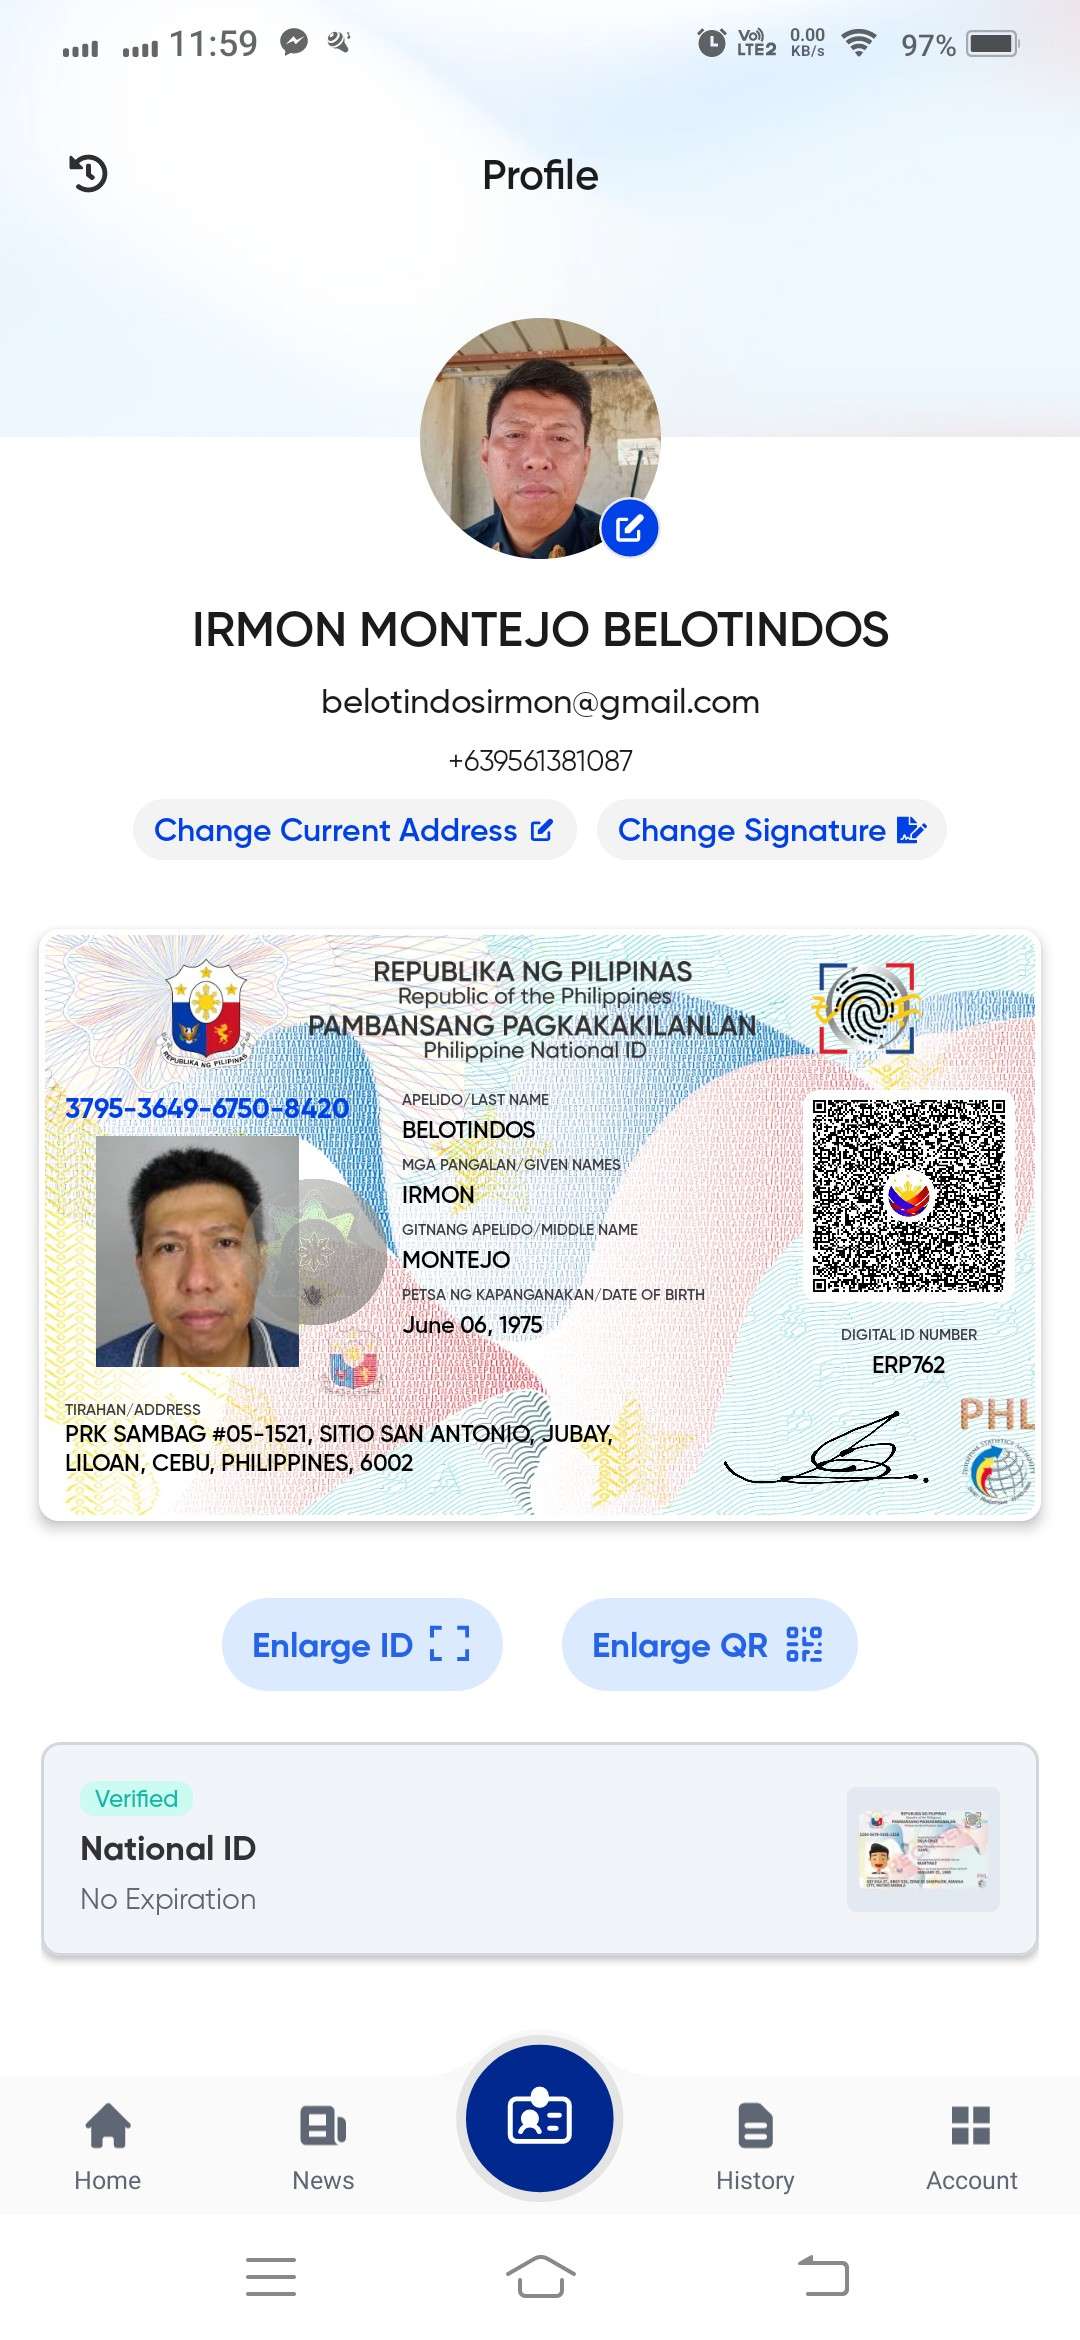 11:59
Vo))
LTE2
0.00
KB/s
97%
Profile
IRMON MONTEJO BELOTINDOS
belotindosirmon@gmail.com
+639561381087
Change Current Address
Change Signature
REPUBLIKA NG PILIPINAS
Republic of the Philippines
PAMBANSANG PAGKAKAKILANLAN
Philippine National ID
REPUBLIKA NG PILIPINAS
3795-3649-6750-8420
APELIDO/LAST NAME
BELOTINDOS
MGA PANGALAN/GIVEN NAMES
IRMON
GITNANG APELIDO/MIDDLE NAME
MONTEJO
PETSA NG KAPANGANAKAN/DATE OF BIRTH
June 06, 1975
DIGITAL ID NUMBER
ERP762
TIRAHAN/ADDRESS
PRK SAMBAG #05-1521, SITIO SAN ANTONIO, JUBAY,
LILOAN, CEBU, PHILIPPINES, 6002
PHL
Enlarge ID
Enlarge QR
Verified
National ID
No Expiration
Home
News
History
Account